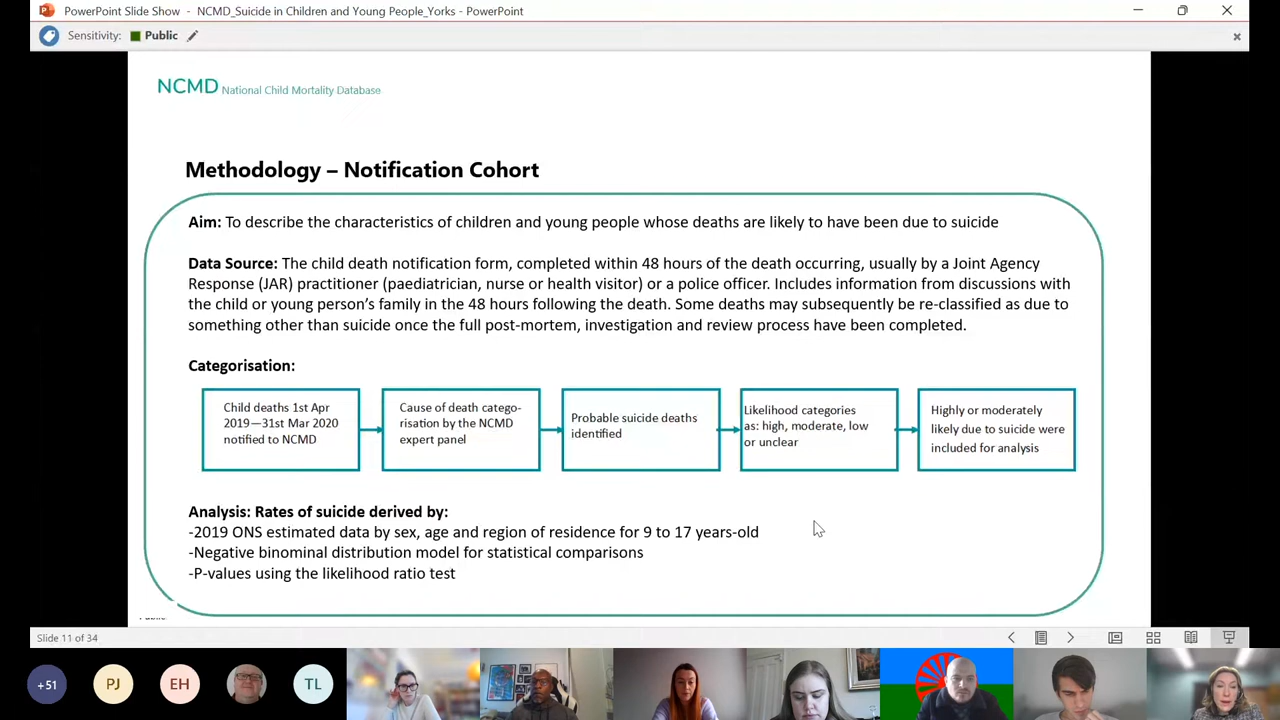 PowerPoint Slide Show - NCMD_Suicide in Children and Young People_Yorks - PowerPoint
Sensitivity: Public
NCMD National Child Mortality Database
Methodology – Notification Cohort
Aim: To describe the characteristics of children and young people whose deaths are likely to have been due to suicide
Data Source: The child death notification form, completed within 48 hours of the death occurring, usually by a Joint Agency
Response (JAR) practitioner (paediatrician, nurse or health visitor) or a police officer. Includes information from discussions with
the child or young person's family in the 48 hours following the death. Some deaths may subsequently be re-classified as due to
something other than suicide once the full post-mortem, investigation and review process have been completed.
Categorisation:
Child deaths 1st Apr
2019—31st Mar 2020
notified to NCMD
Cause of death catego-
risation by the NCMD
expert panel
Probable suicide deaths
identified
Likelihood categories
as: high, moderate, low
or unclear
Highly or moderately
likely due to suicide were
included for analysis
Analysis: Rates of suicide derived by:
-2019 ONS estimated data by sex, age and region of residence for 9 to 17 years-old
-Negative binomial distribution model for statistical comparisons
-P-values using the likelihood ratio test
Public
Slide 11 of 34
+51
PJ
EH
TL